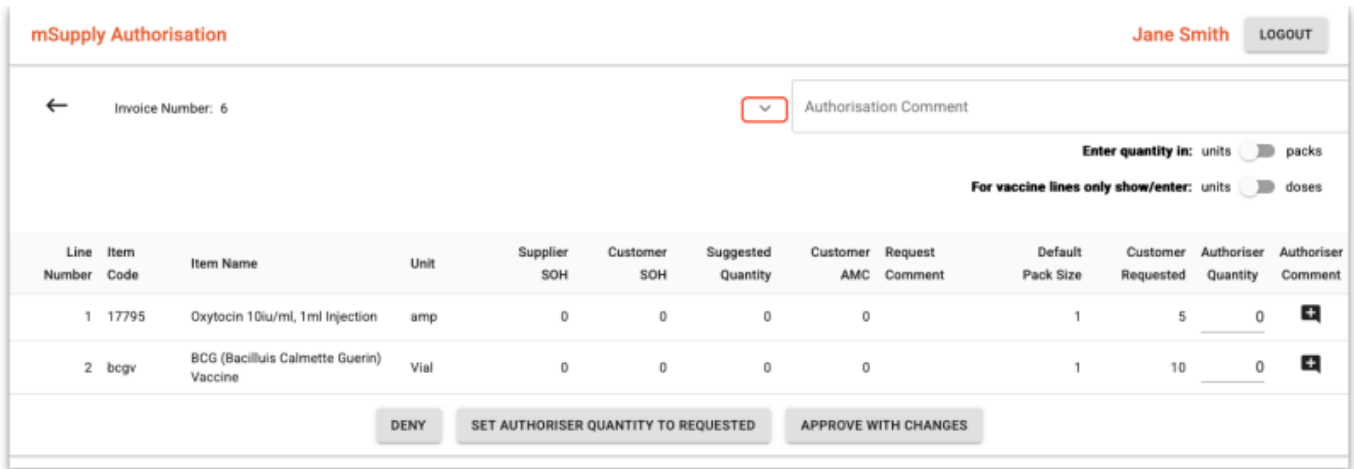 mSupply Authorisation Jane Smith LOGOUT
Invoice Number: 6 Authorisation Comment
Enter quantity in: units packs
For vaccine lines only show/enter: units doses
Line Number Item Code Item Name Unit Supplier SOH Customer SOH Suggested Quantity Customer AMC Request Comment Default Pack Size Customer Requested Authoriser Quantity Authoriser Comment
1 17795 Oxytocin 10iu/ml, 1ml Injection amp 0 0 0 0 1 5 0
2 bcgv BCG (Bacilluis Calmette Guerin) Vaccine Vial 0 0 0 0 1 10 0
DENY SET AUTHORISER QUANTITY TO REQUESTED APPROVE WITH CHANGES